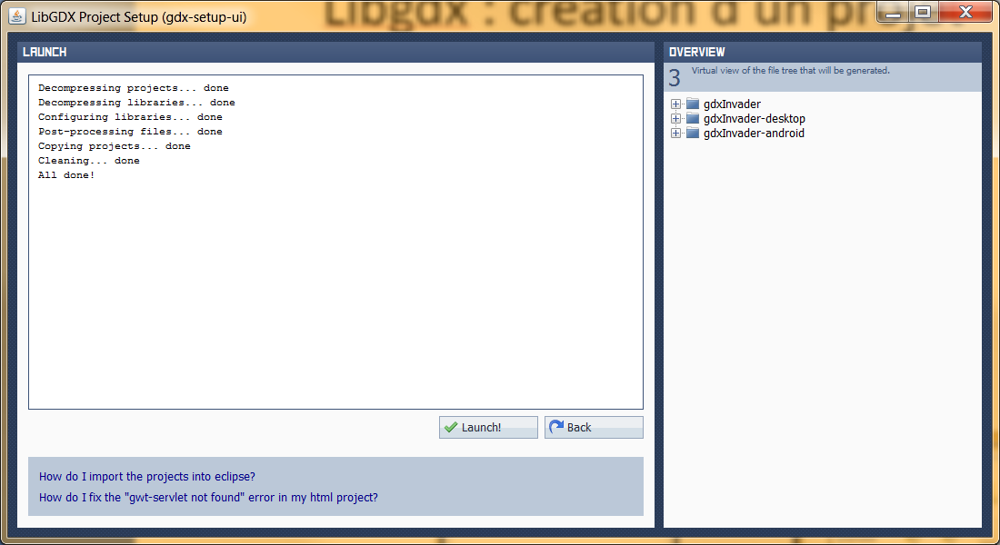 Libgdx : création d'un projet
LibGDX Project Setup (gdx-setup-ui)
LAUNCH
Decompressing projects... done
Decompressing libraries... done
Configuring libraries... done
Post-processing files... done
Copying projects... done
Cleaning... done
All done!
Launch!
Back
How do I import the projects into eclipse?
How do I fix the "gwt-servlet not found" error in my html project?
OVERVIEW
3
Virtual view of the file tree that will be generated.
gdxInvader
gdxInvader-desktop
gdxInvader-android